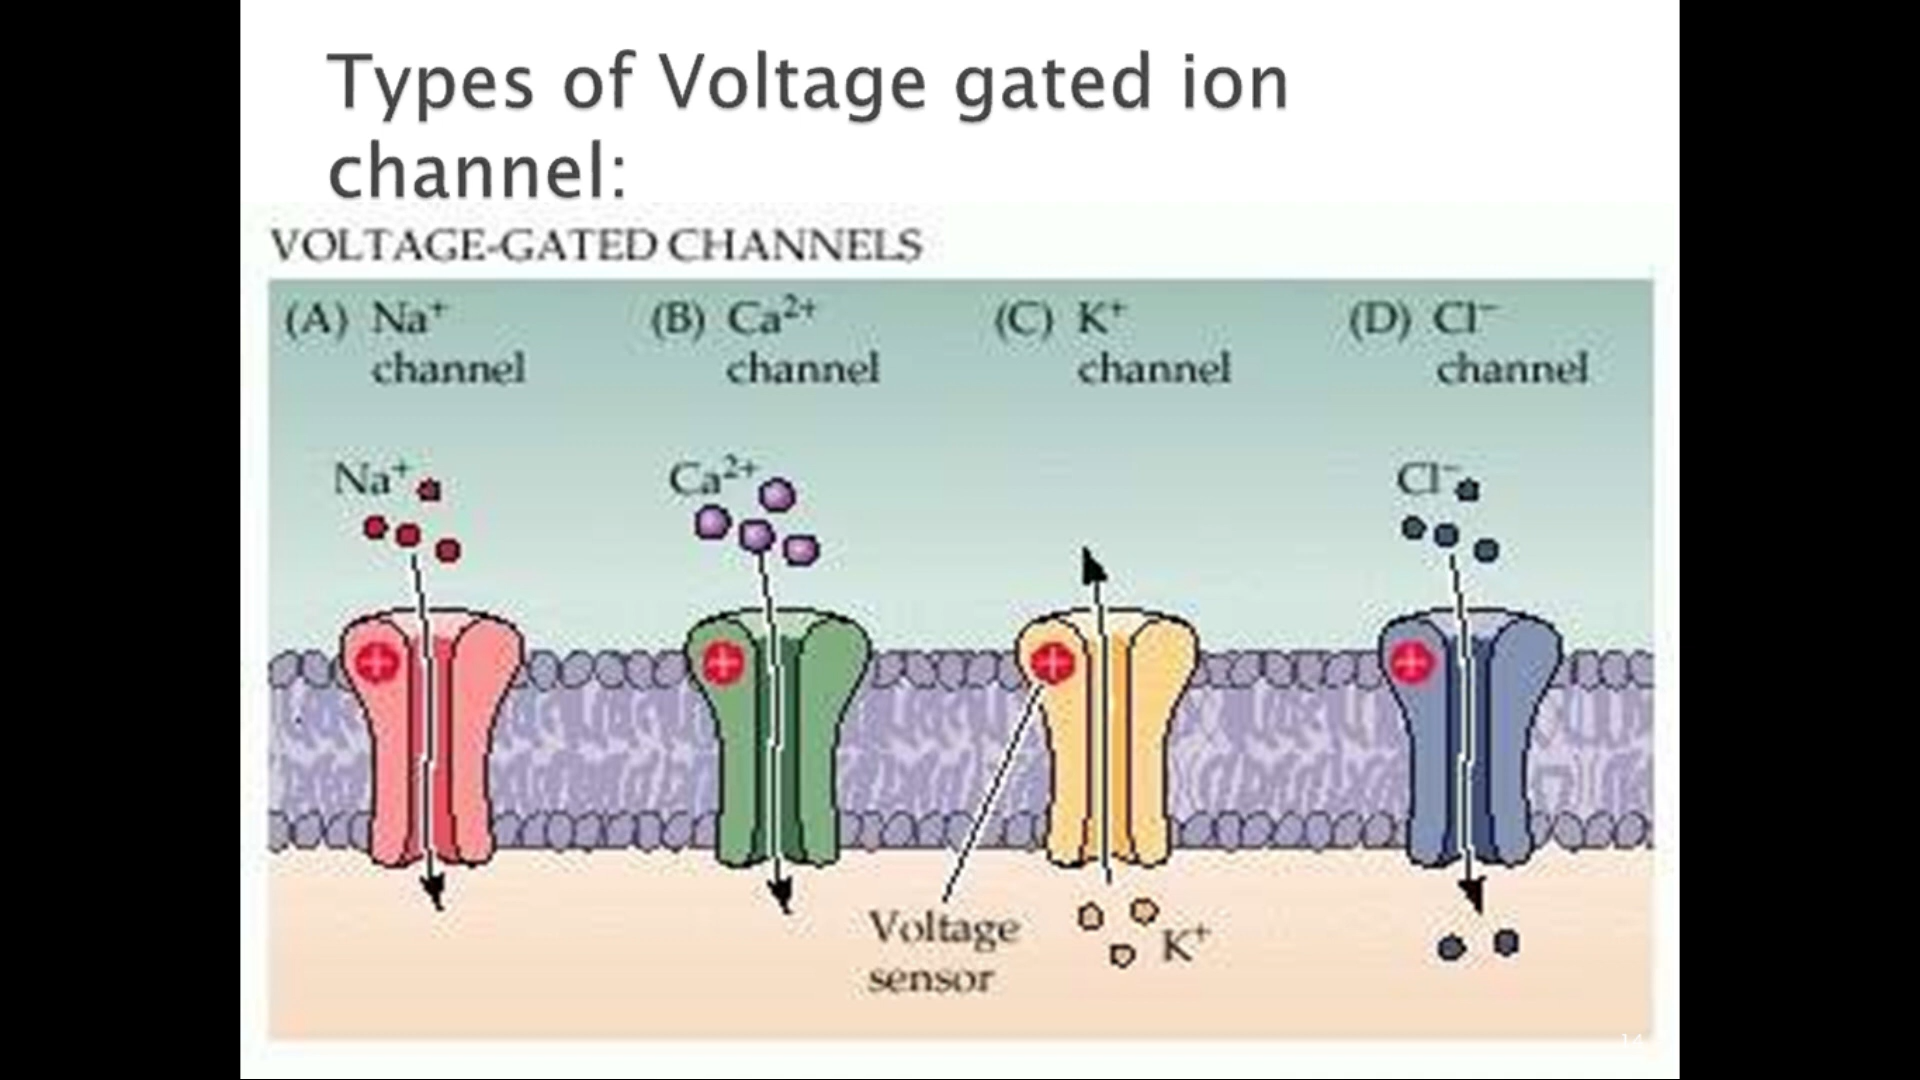 Types of Voltage gated ion
channel:
VOLTAGE-GATED CHANNELS
(A) Na⁺ channel
(B) Ca²⁺ channel
(C) K⁺ channel
(D) Cl⁻ channel
Na⁺
Ca²⁺
Cl⁻
Voltage
sensor
K⁺
14